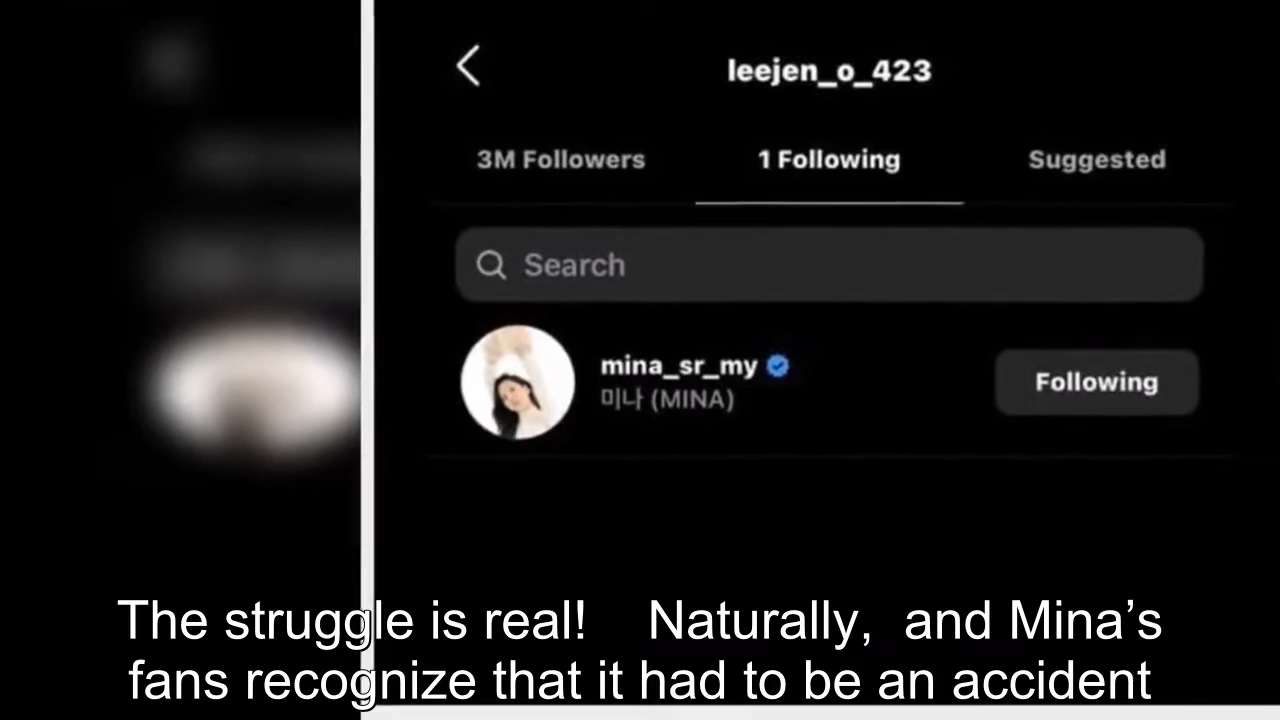 leejen_o_423
3M Followers 1 Following Suggested
Search
mina_sr_my
미나 (MINA)
Following
The struggle is real! Naturally, and Mina’s
fans recognize that it had to be an accident